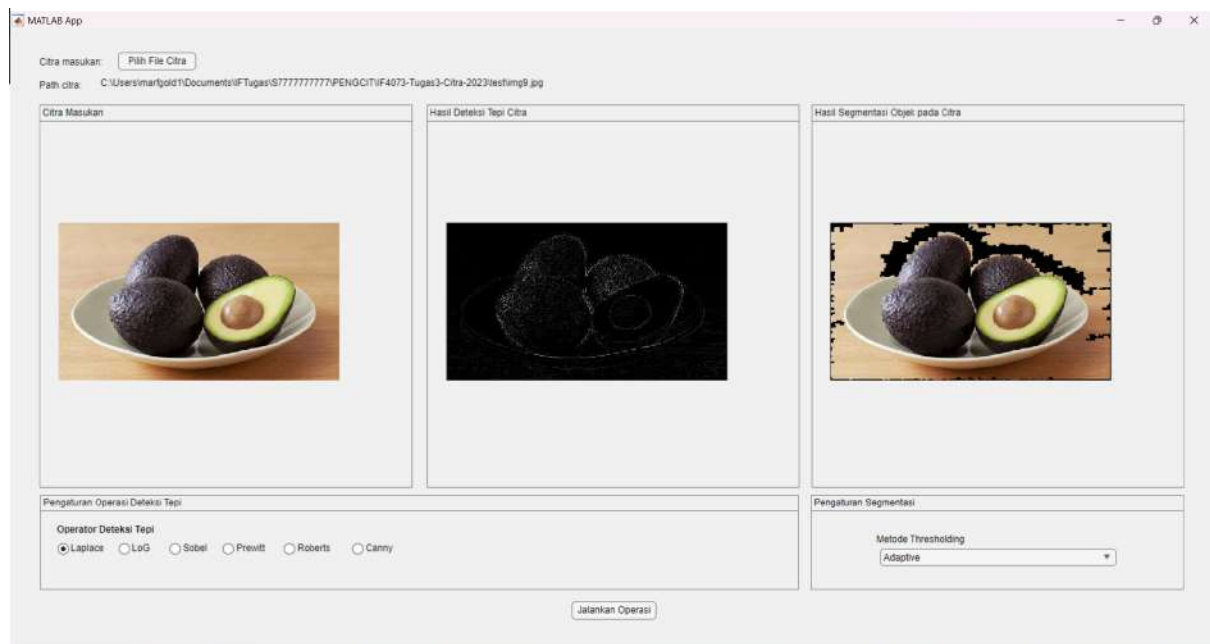 MATLAB App
Citra masukan: Pilih File Citra
Path citra: C:\Users\marfgold1\Documents\IFTugas\S7777777777\PENGCIT\IF4073-Tugas3-Citra-2023\test\img9.jpg
Citra Masukan
Hasil Deteksi Tepi Citra
Hasil Segmentasi Objek pada Citra
Pengaturan Operasi Deteksi Tepi
Operator Deteksi Tepi
Laplace LoG Sobel Prewitt Roberts Canny
Pengaturan Segmentasi
Metode Thresholding
Adaptive
Jalankan Operasi